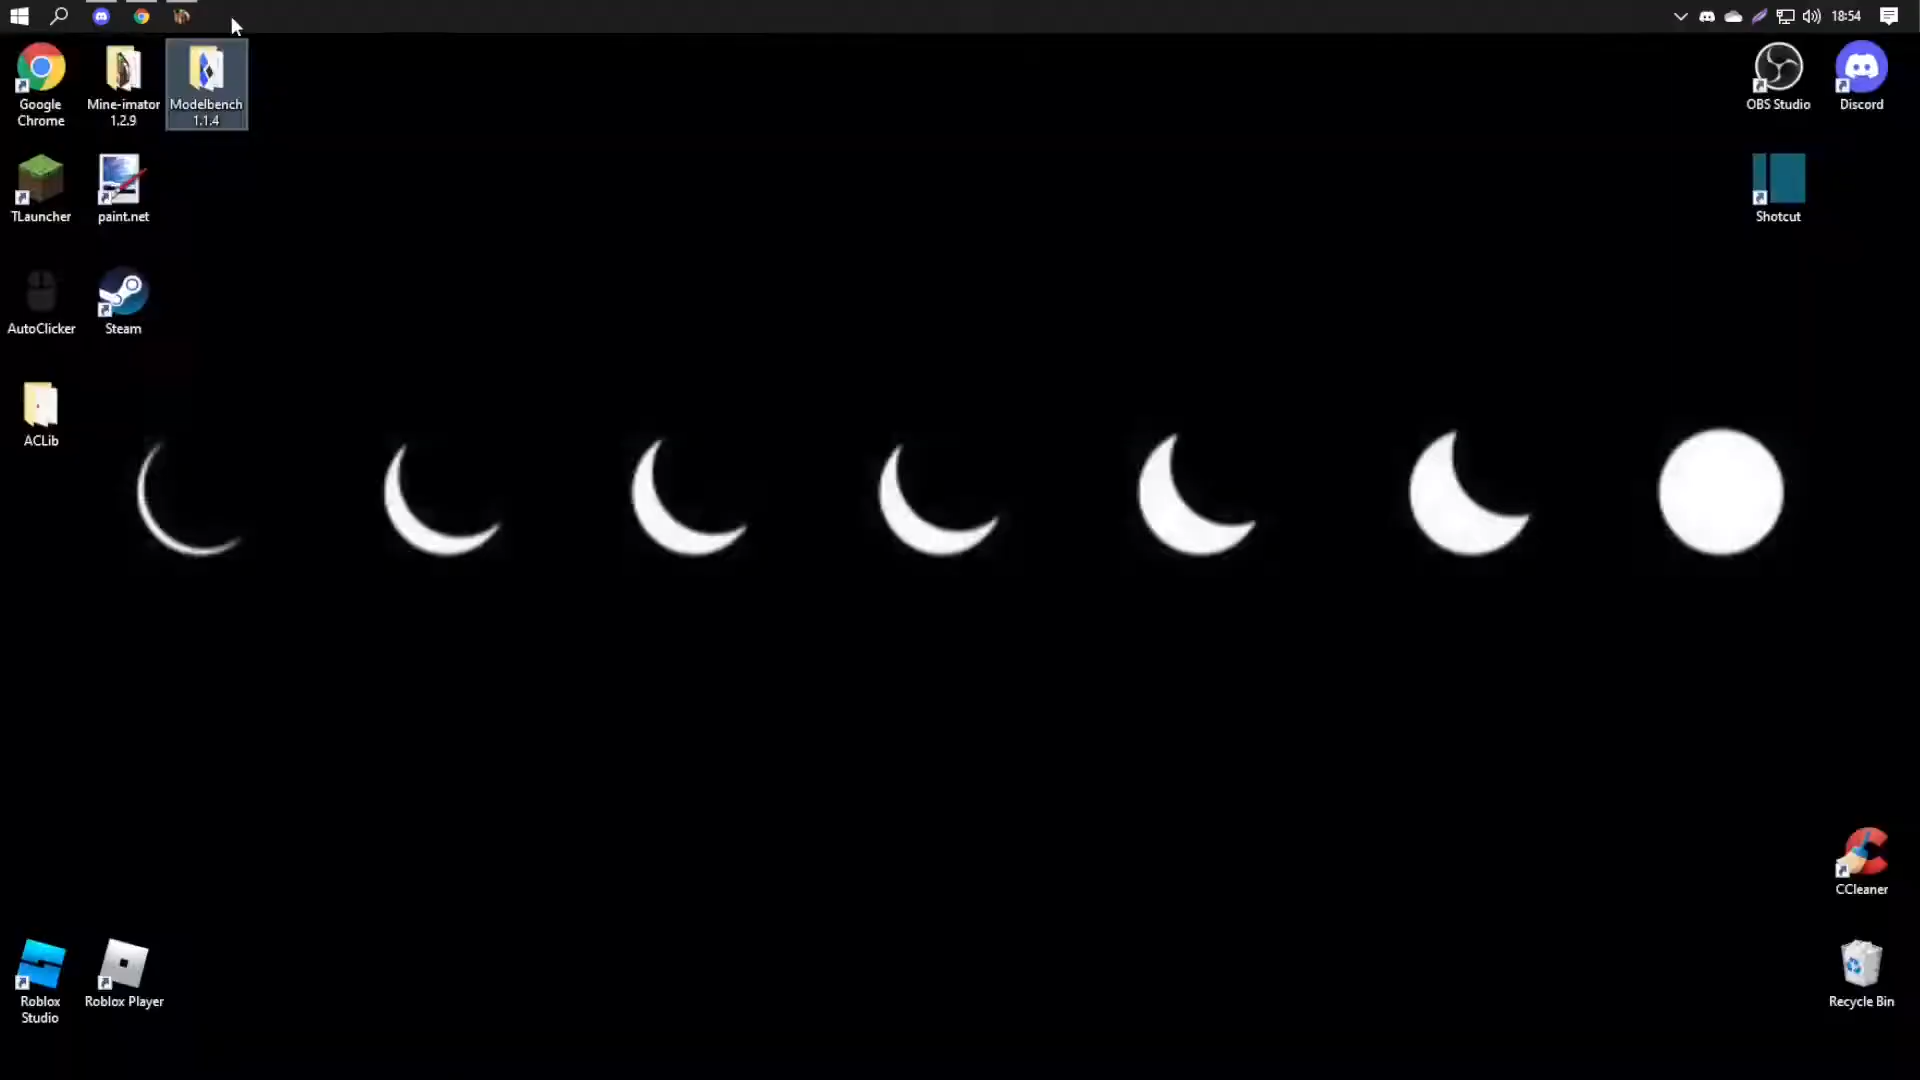 18:54
Google
Chrome
Mine-imator
1.2.9
Modelbench
1.1.4
OBS Studio
Discord
TLauncher
paint.net
Shotcut
AutoClicker
Steam
ACLib
CCleaner
Roblox
Studio
Roblox Player
Recycle Bin